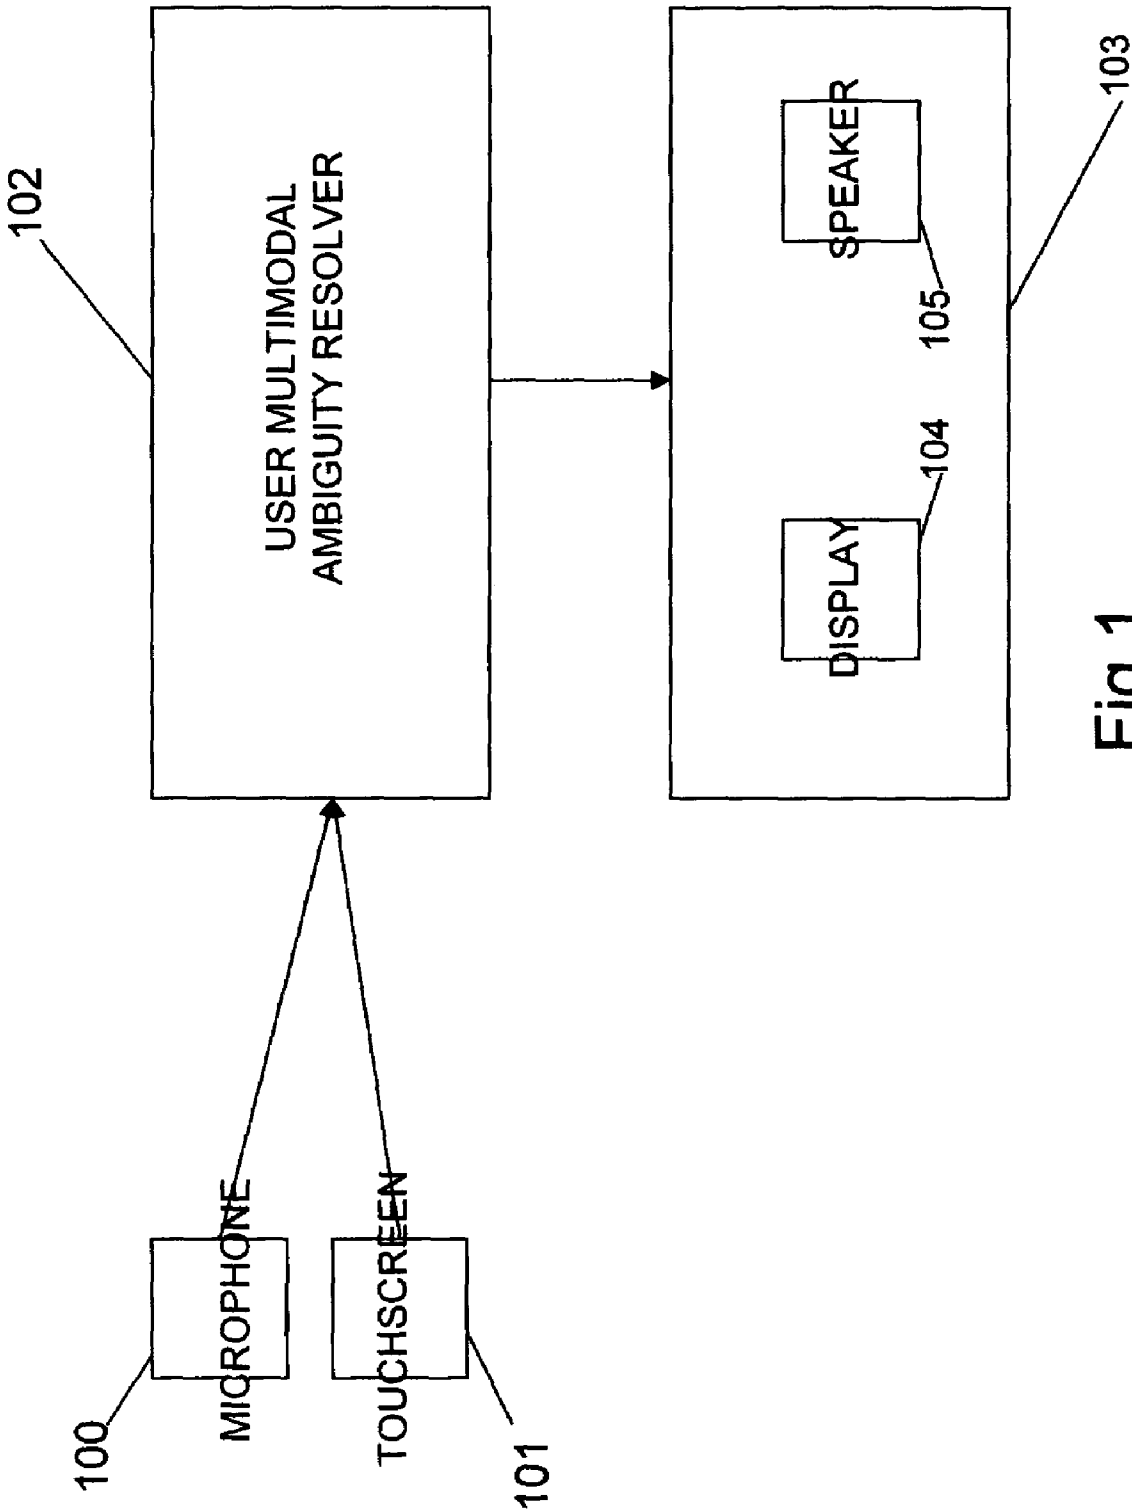 102
USER MULTIMODAL
AMBIGUITY RESOLVER
100
MICROPHONE
TOUCHSCREEN
101
DISPLAY
104
SPEAKER
105
103
Fig. 1